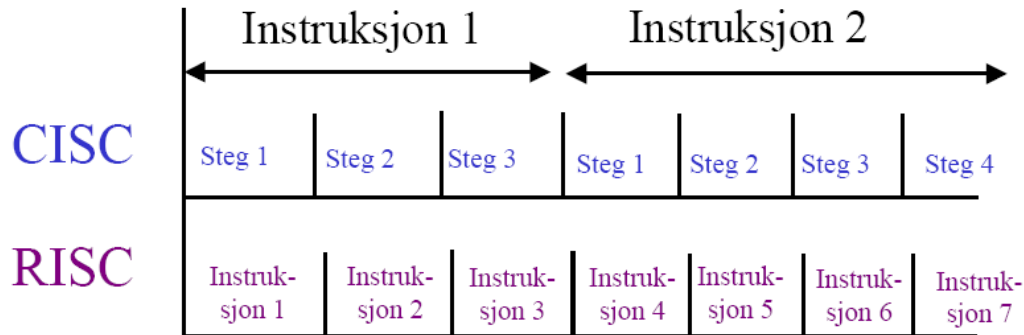 Instruksjon 1 Instruksjon 2
CISC Steg 1 Steg 2 Steg 3 Steg 1 Steg 2 Steg 3 Steg 4
RISC Instruk- Instruk- Instruk- Instruk- Instruk- Instruk- Instruk-
sjon 1 sjon 2 sjon 3 sjon 4 sjon 5 sjon 6 sjon 7